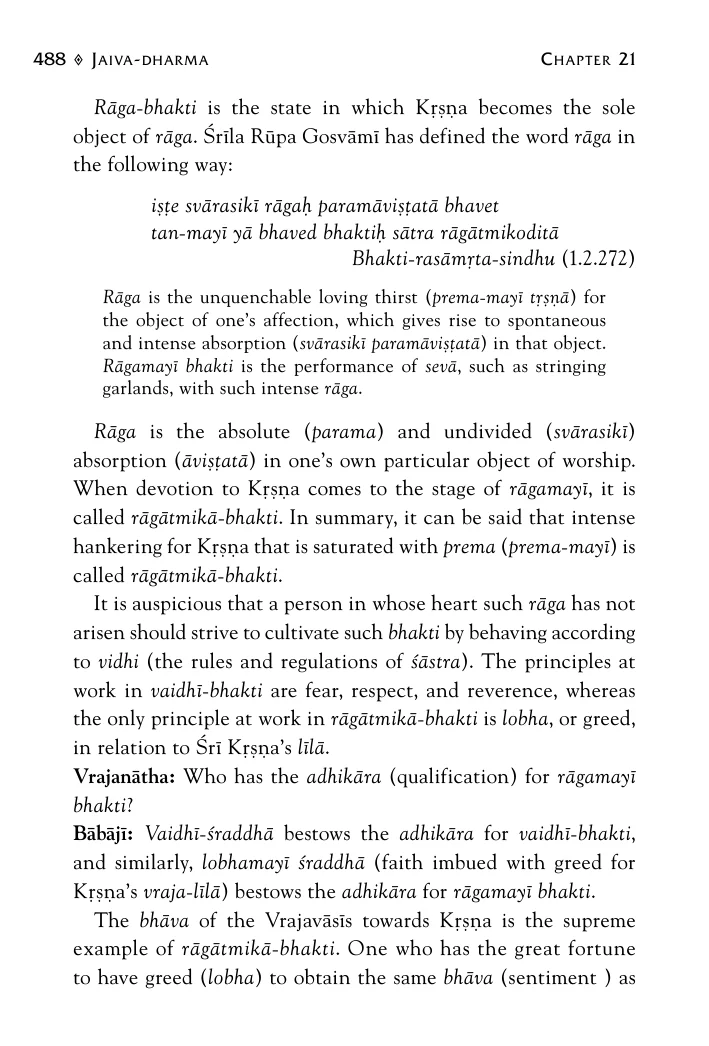 488 ◊ Jaiva-dharma Chapter 21
Rāga-bhakti is the state in which Kṛṣṇa becomes the sole
object of rāga. Śrīla Rūpa Gosvāmī has defined the word rāga in
the following way:
iṣṭe svārasikī rāgaḥ paramāviṣṭatā bhavet
tan-mayī yā bhaved bhaktiḥ sātra rāgātmikoditā
Bhakti-rasāmṛta-sindhu (1.2.272)
Rāga is the unquenchable loving thirst (prema-mayī tṛṣṇā) for
the object of one’s affection, which gives rise to spontaneous
and intense absorption (svārasikī paramāviṣṭatā) in that object.
Rāgamayī bhakti is the performance of sevā, such as stringing
garlands, with such intense rāga.
Rāga is the absolute (parama) and undivided (svārasikī)
absorption (āviṣṭatā) in one’s own particular object of worship.
When devotion to Kṛṣṇa comes to the stage of rāgamayī, it is
called rāgātmikā-bhakti. In summary, it can be said that intense
hankering for Kṛṣṇa that is saturated with prema (prema-mayī) is
called rāgātmikā-bhakti.
It is auspicious that a person in whose heart such rāga has not
arisen should strive to cultivate such bhakti by behaving according
to vidhi (the rules and regulations of śāstra). The principles at
work in vaidhī-bhakti are fear, respect, and reverence, whereas
the only principle at work in rāgātmikā-bhakti is lobha, or greed,
in relation to Śrī Kṛṣṇa’s līlā.
Vrajanātha: Who has the adhikāra (qualification) for rāgamayī
bhakti?
Bābājī: Vaidhī-śraddhā bestows the adhikāra for vaidhī-bhakti,
and similarly, lobhamayī śraddhā (faith imbued with greed for
Kṛṣṇa’s vraja-līlā) bestows the adhikāra for rāgamayī bhakti.
The bhāva of the Vrajavāsīs towards Kṛṣṇa is the supreme
example of rāgātmikā-bhakti. One who has the great fortune
to have greed (lobha) to obtain the same bhāva (sentiment ) as